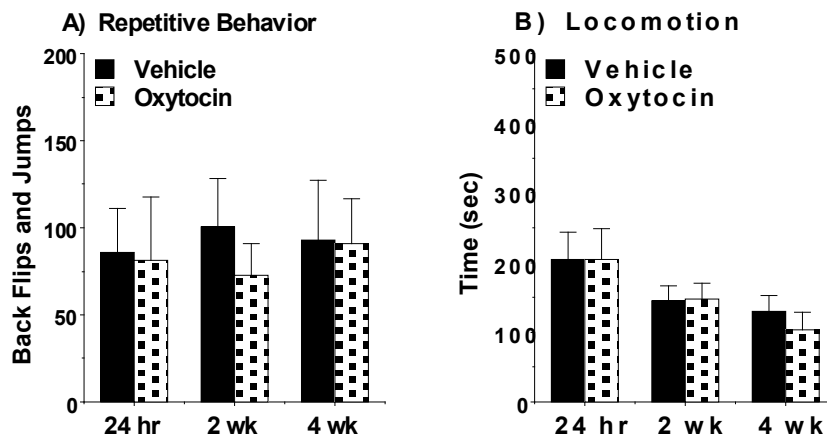 A) Repetitive Behavior
200
150
100
50
0
Back Flips and Jumps
Vehicle
Oxytocin
24 hr 2 wk 4 wk
B) Locomotion
500
400
300
200
100
0
Time (sec)
Vehicle
Oxytocin
24 hr 2 wk 4 wk